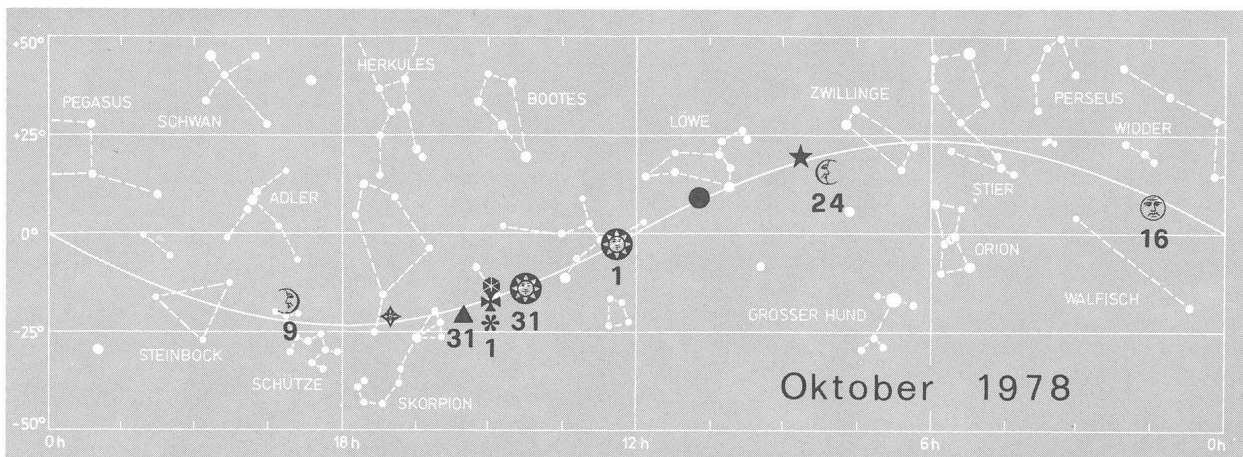 +50°
HERKULES
PEGASUS
SCHWAN
BOOTES
LÖWE
ZWILLINGE
PERSEUS
WIDDER
+25°
ADLER
STIER
24
16
0°
1
ORION
9
31
1
31
WALFISCH
GROSSER HUND
-25°
STEINBOCK
SCHÜTZE
SKORPION
Oktober 1978
-50°
0h 18h 12h 6h 0h